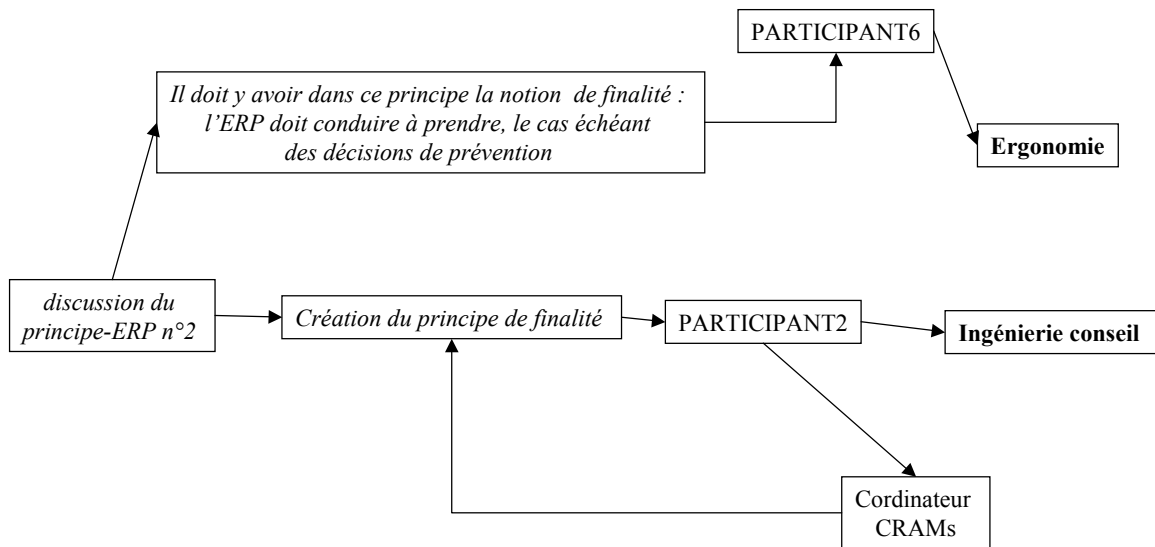 PARTICIPANT6
Il doit y avoir dans ce principe la notion  de finalité :
l’ERP doit conduire à prendre, le cas échéant
des décisions de prévention
Ergonomie
discussion du
principe-ERP n°2
Création du principe de finalité
PARTICIPANT2
Ingénierie conseil
Cordinateur
CRAMs